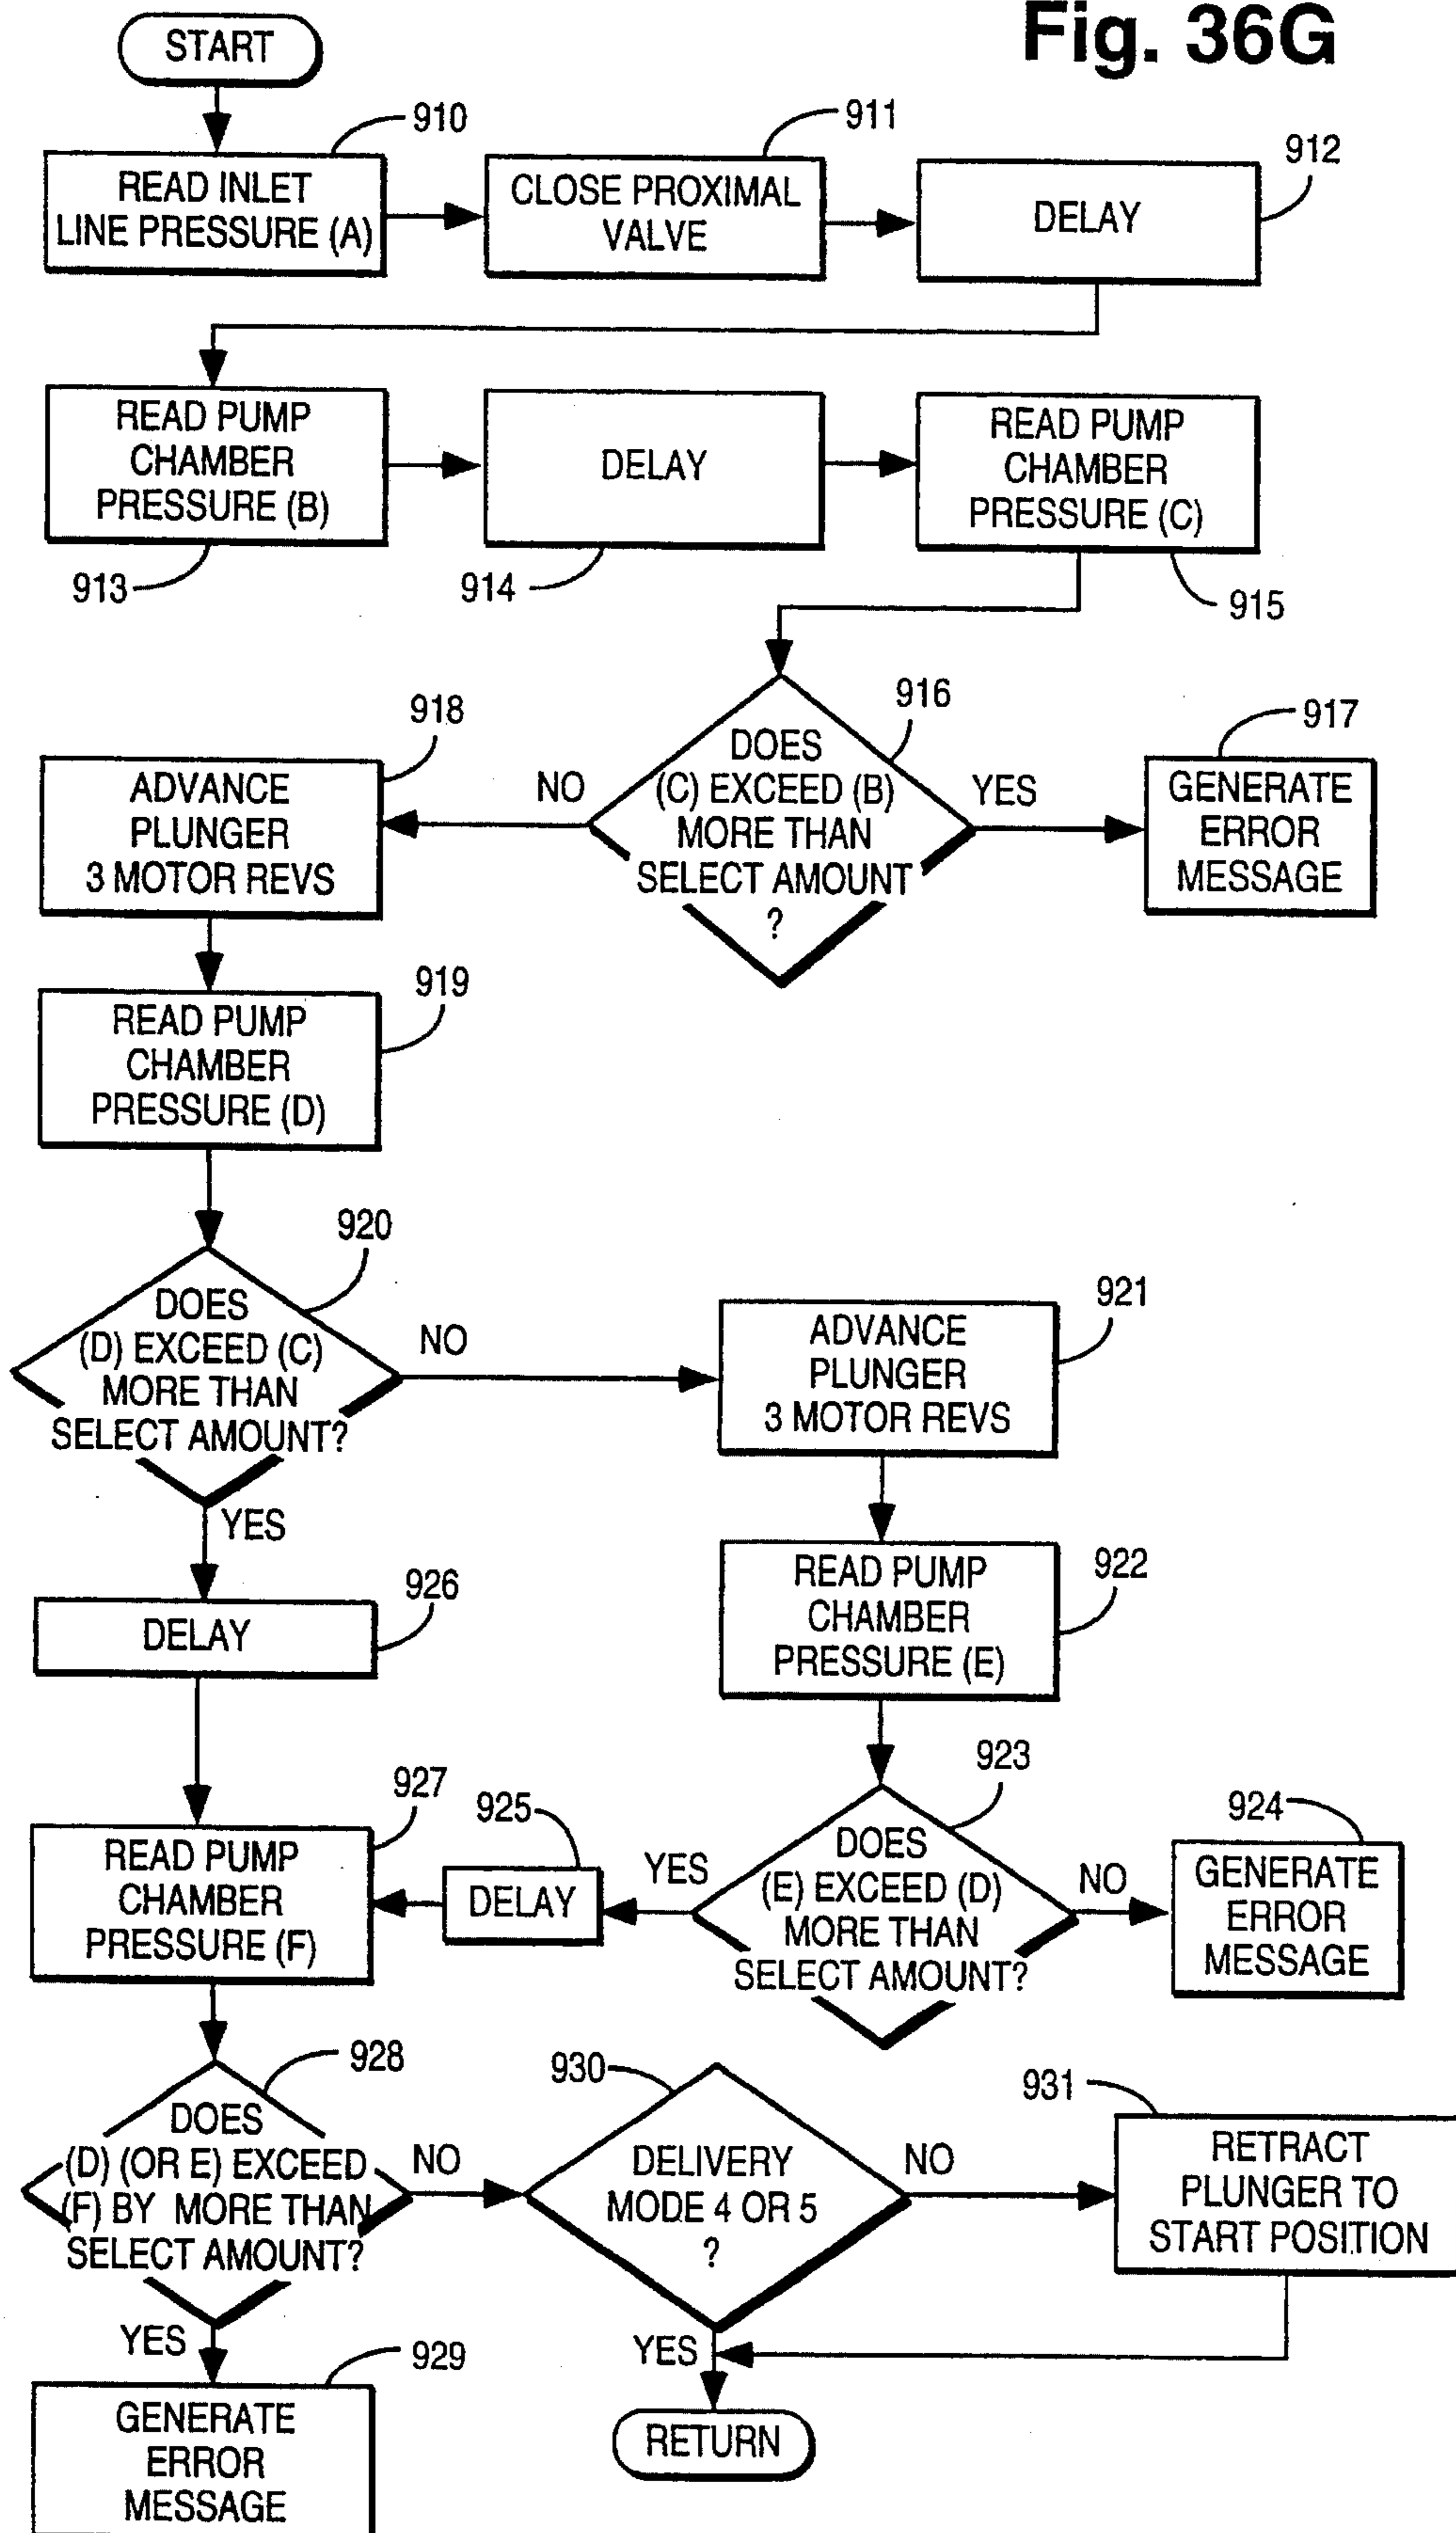 Fig. 36G
START
910
READ INLET
LINE PRESSURE (A)
911
CLOSE PROXIMAL
VALVE
912
DELAY
READ PUMP
CHAMBER
PRESSURE (B)
913
DELAY
914
READ PUMP
CHAMBER
PRESSURE (C)
915
916
DOES
(C) EXCEED (B)
MORE THAN
SELECT AMOUNT
?
NO
YES
917
GENERATE
ERROR
MESSAGE
918
ADVANCE
PLUNGER
3 MOTOR REVS
919
READ PUMP
CHAMBER
PRESSURE (D)
920
DOES
(D) EXCEED (C)
MORE THAN
SELECT AMOUNT?
NO
YES
921
ADVANCE
PLUNGER
3 MOTOR REVS
922
READ PUMP
CHAMBER
PRESSURE (E)
926
DELAY
923
DOES
(E) EXCEED (D)
MORE THAN
SELECT AMOUNT?
NO
YES
924
GENERATE
ERROR
MESSAGE
925
DELAY
927
READ PUMP
CHAMBER
PRESSURE (F)
928
DOES
(D) (OR E) EXCEED
(F) BY MORE THAN
SELECT AMOUNT?
NO
YES
929
GENERATE
ERROR
MESSAGE
930
DELIVERY
MODE 4 OR 5
?
NO
YES
931
RETRACT
PLUNGER TO
START POSITION
RETURN